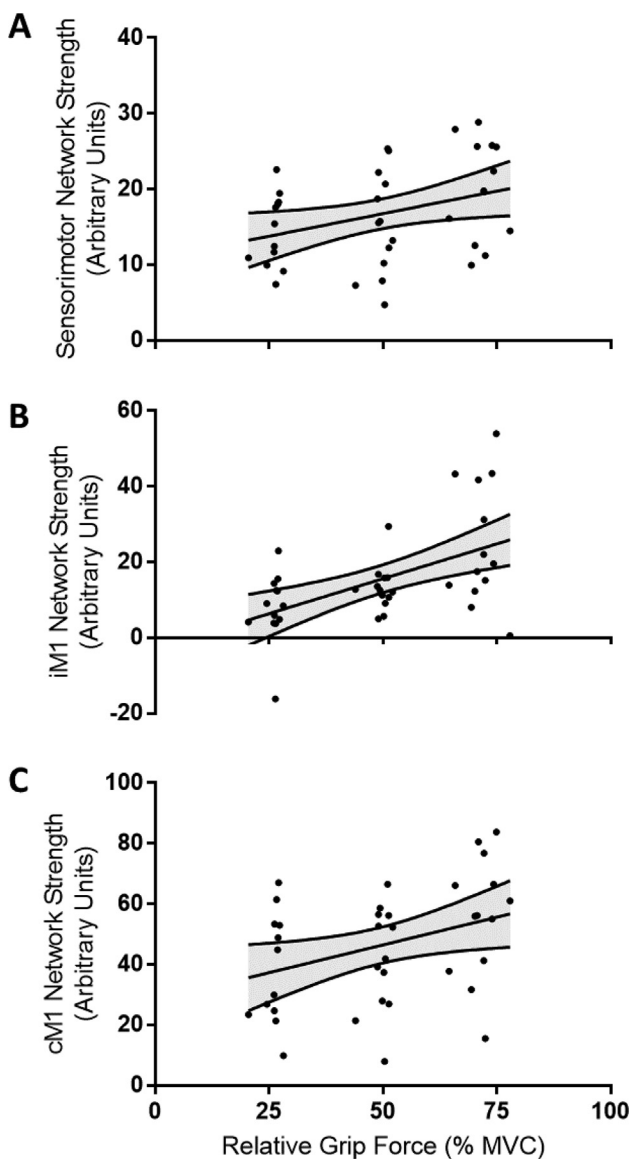 A
Sensorimotor Network Strength
(Arbitrary Units)
40
30
20
10
0
B
iM1 Network Strength
(Arbitrary Units)
60
40
20
0
-20
C
cM1 Network Strength
(Arbitrary Units)
100
80
60
40
20
0
0 25 50 75 100
Relative Grip Force (% MVC)